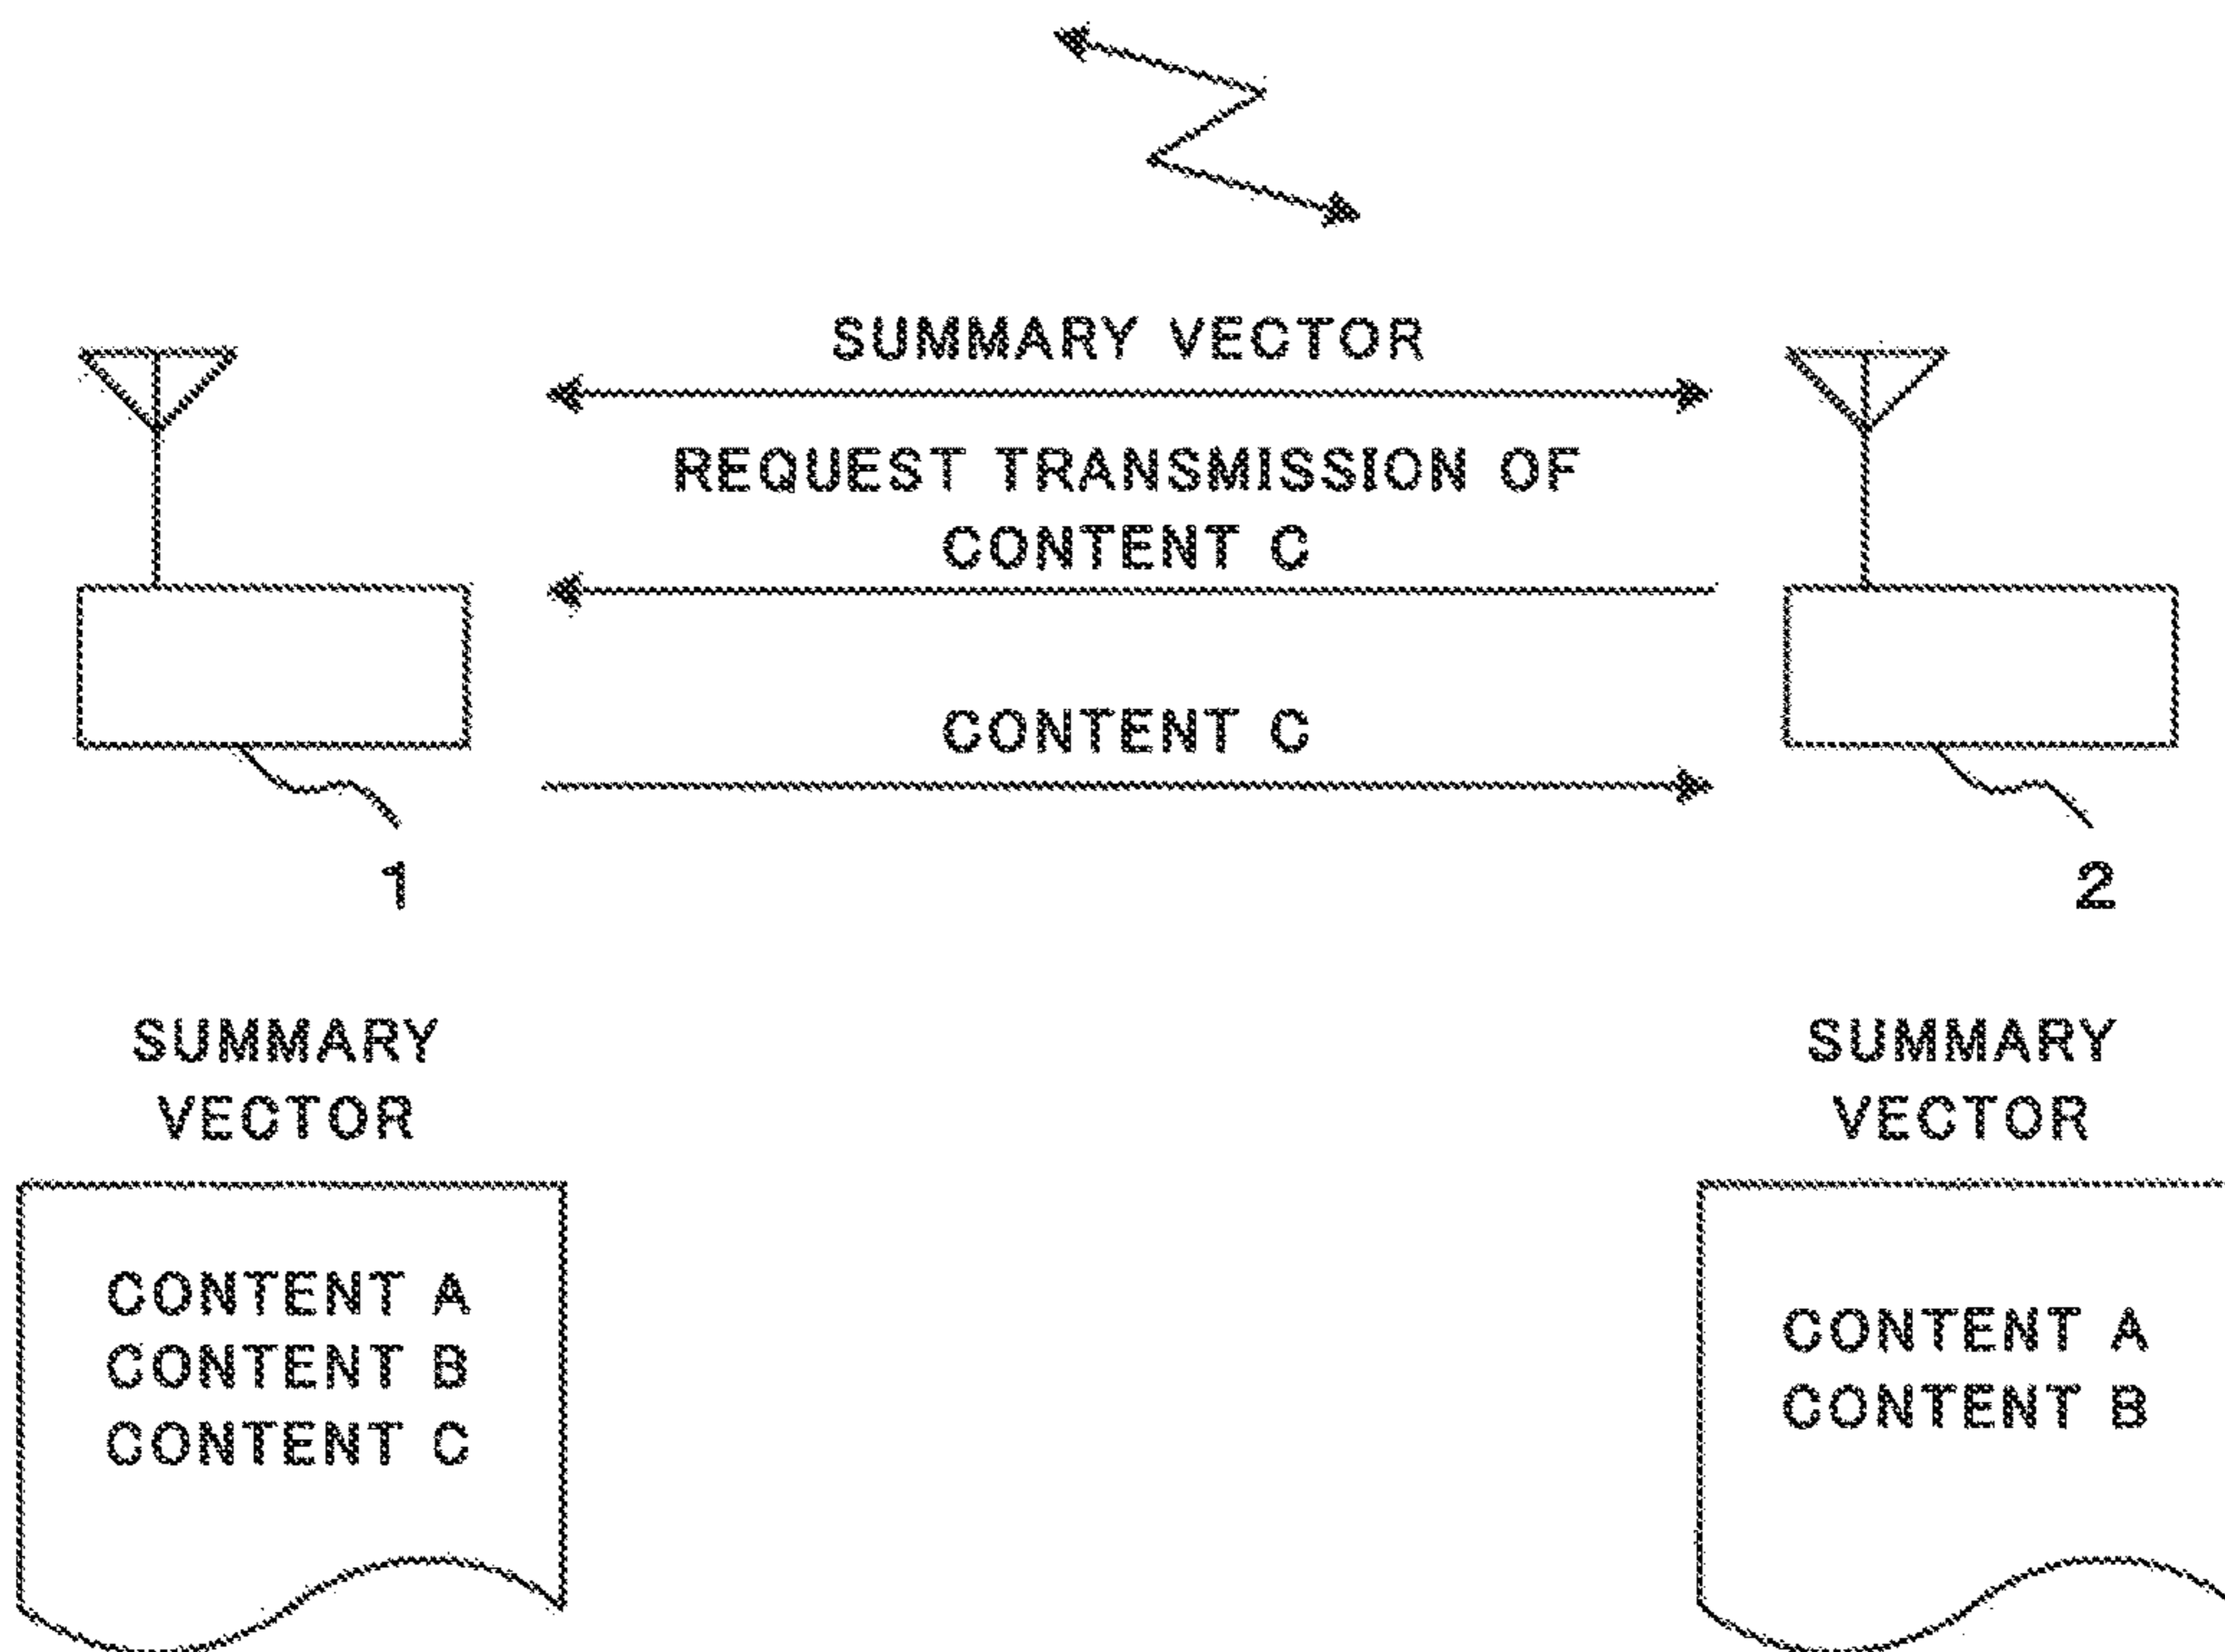 SUMMARY VECTOR
REQUEST TRANSMISSION OF
CONTENT C
CONTENT C
1
2
SUMMARY
VECTOR
CONTENT A
CONTENT B
CONTENT C
SUMMARY
VECTOR
CONTENT A
CONTENT B